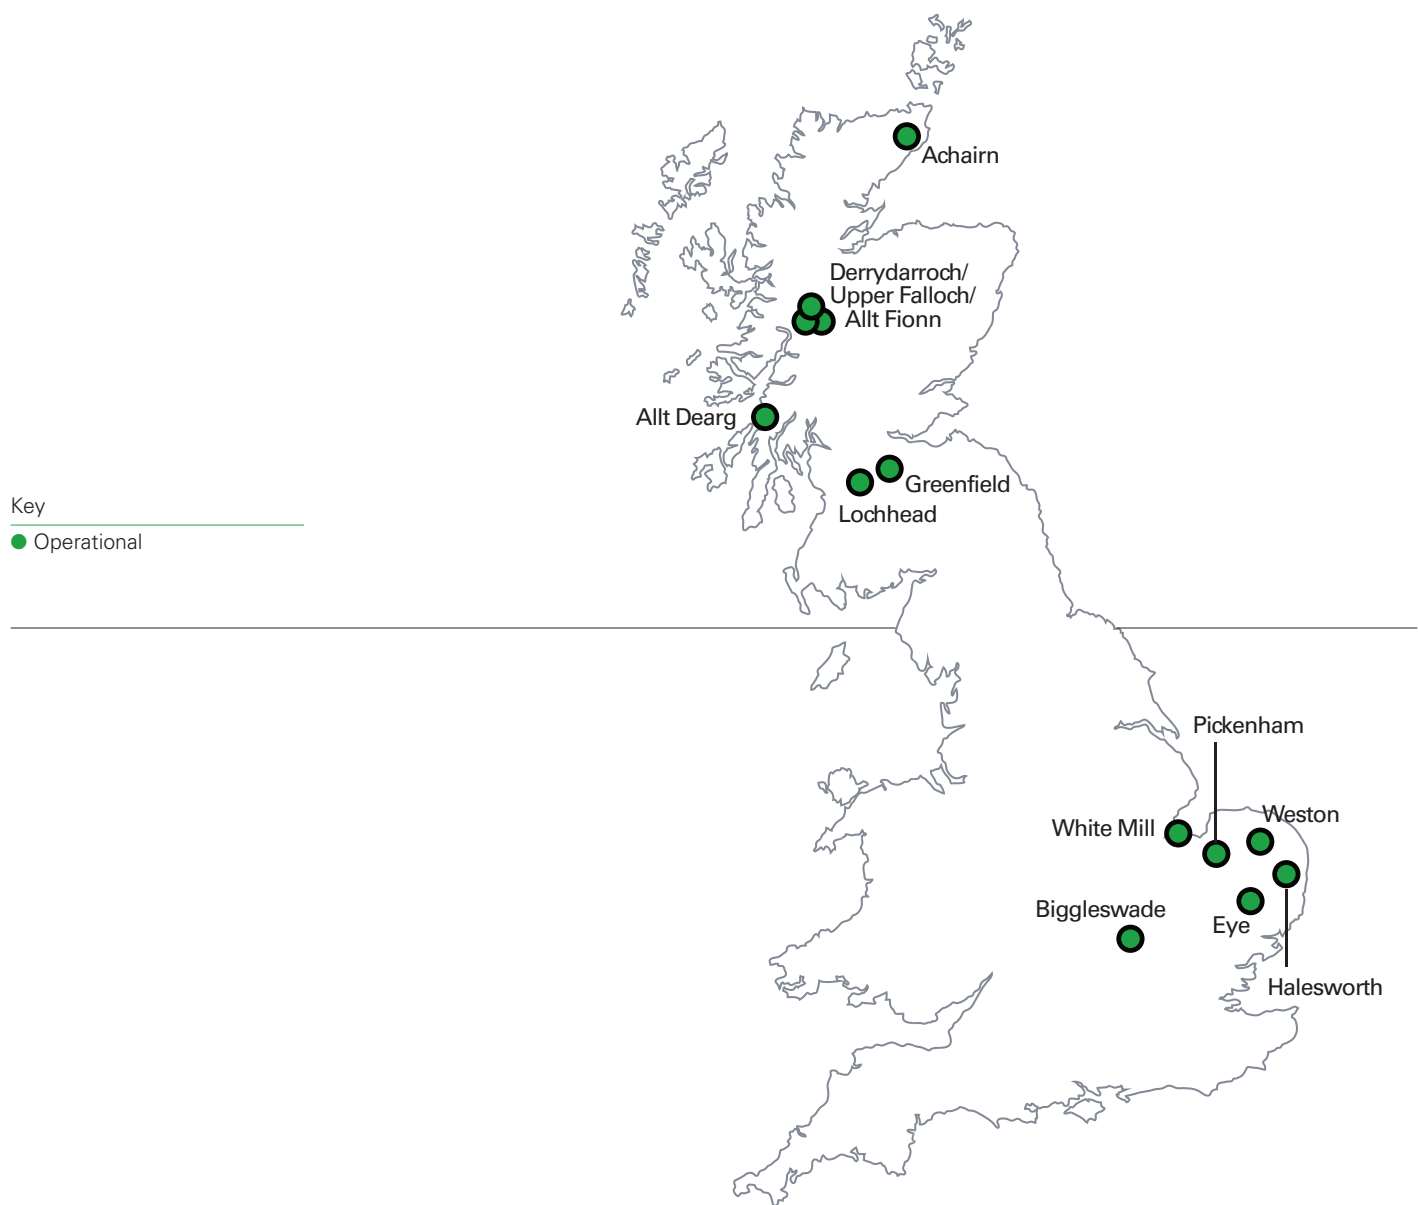 Achairn
Derrydarroch/
Upper Falloch/
Allt Fionn
Allt Dearg
Greenfield
Lochhead
Key
Operational
Pickenham
Weston
White Mill
Biggleswade
Eye
Halesworth